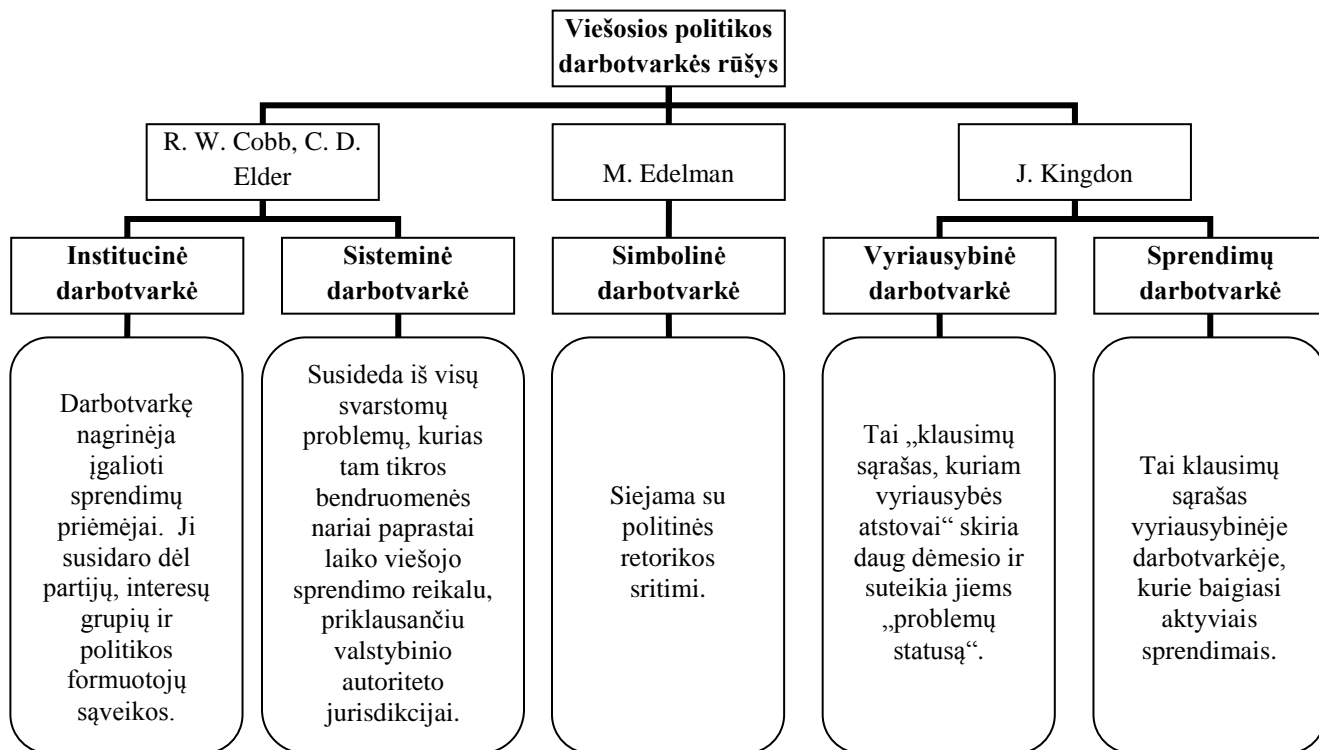 Viešosios politikos
darbotvarkės rūšys
R. W. Cobb, C. D.
Elder
M. Edelman
J. Kingdon
Institucinė
darbotvarkė
Sisteminė
darbotvarkė
Simbolinė
darbotvarkė
Vyriausybinė
darbotvarkė
Sprendimų
darbotvarkė
Darbotvarkę
nagrinėja
įgalioti
sprendimų
priėmėjai. Ji
susidaro dėl
partijų, interesų
grupių ir
politikos
formuotojų
sąveikos.
Susideda iš visų
svarstomų
problemų, kurias
tam tikros
bendruomenės
nariai paprastai
laiko viešojo
sprendimo reikalu,
priklausančiu
valstybinio
autoriteto
jurisdikcijai.
Siejama su
politinės
retorikos
sritimi.
Tai „klausimų
sąrašas, kuriam
vyriausybės
atstovai“ skiria
daug dėmesio ir
suteikia jiems
„problemų
statusą“.
Tai klausimų
sąrašas
vyriausybinėje
darbotvarkėje,
kurie baigiasi
aktyviais
sprendimais.